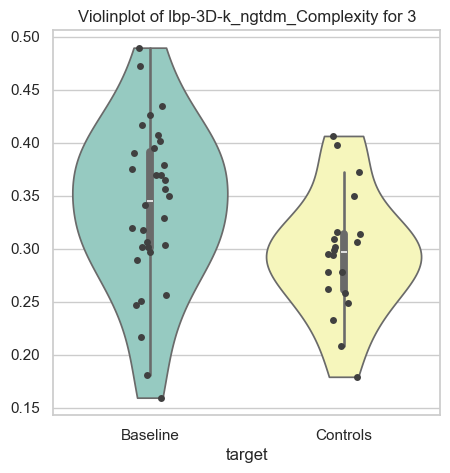 Violinplot of lbp-3D-k_ngtdm_Complexity for 3
0.50
0.45
0.40
0.35
0.30
0.25
0.20
0.15
Baseline
Controls
target